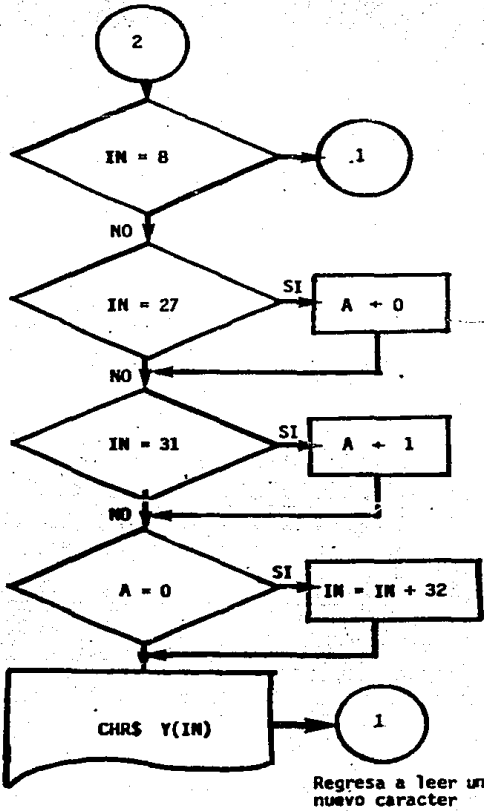 2
IN = 8
1
NO
IN = 27
SI
A ← 0
NO
IN = 31
SI
A ← 1
NO
A = 0
SI
IN = IN + 32
CHR$ Y(IN)
1
Regresa a leer un
nuevo caracter